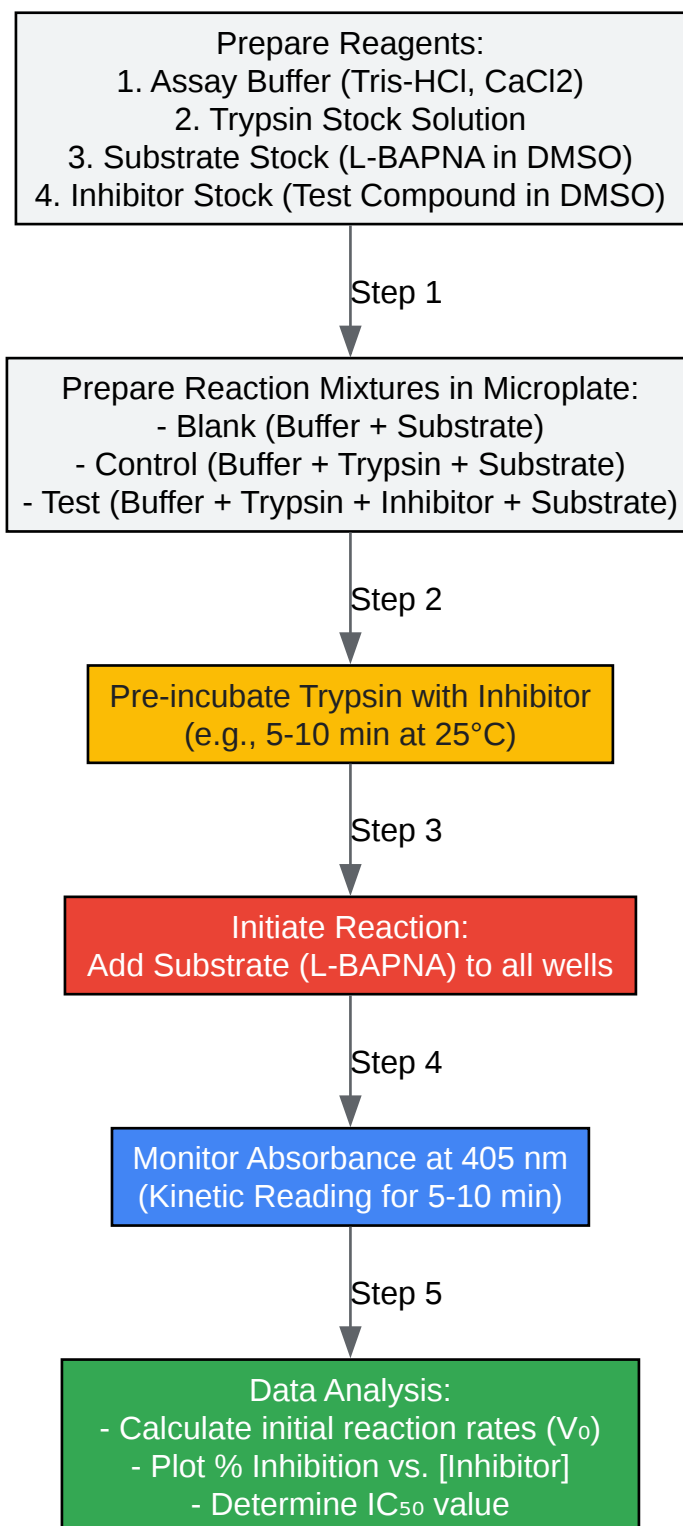 Prepare Reagents:
1. Assay Buffer (Tris-HCl, CaCl2)
2. Trypsin Stock Solution
3. Substrate Stock (L-BAPNA in DMSO)
4. Inhibitor Stock (Test Compound in DMSO)
Step 1
Prepare Reaction Mixtures in Microplate:
- Blank (Buffer + Substrate)
- Control (Buffer + Trypsin + Substrate)
- Test (Buffer + Trypsin + Inhibitor + Substrate)
Step 2
Pre-incubate Trypsin with Inhibitor
(e.g., 5-10 min at 25°C)
Step 3
Initiate Reaction:
Add Substrate (L-BAPNA) to all wells
Step 4
Monitor Absorbance at 405 nm
(Kinetic Reading for 5-10 min)
Step 5
Data Analysis:
- Calculate initial reaction rates (V₀)
- Plot % Inhibition vs. [Inhibitor]
- Determine IC₅₀ value